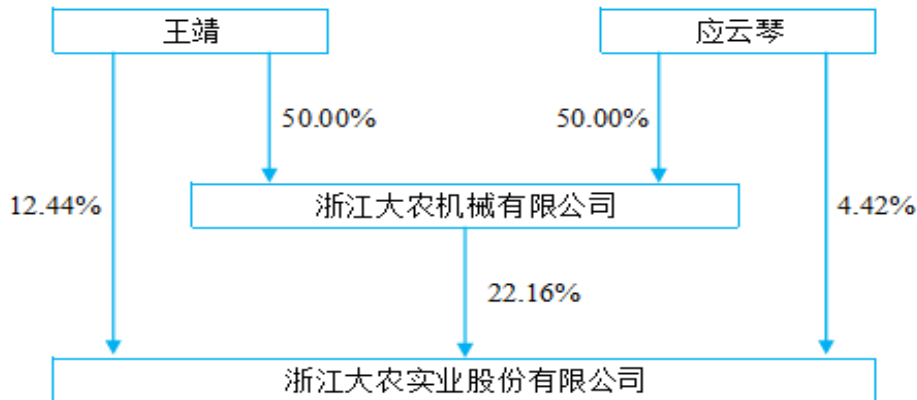 王靖
应云琴
50.00%
50.00%
12.44%
浙江大农机械有限公司
4.42%
22.16%
浙江大农实业股份有限公司